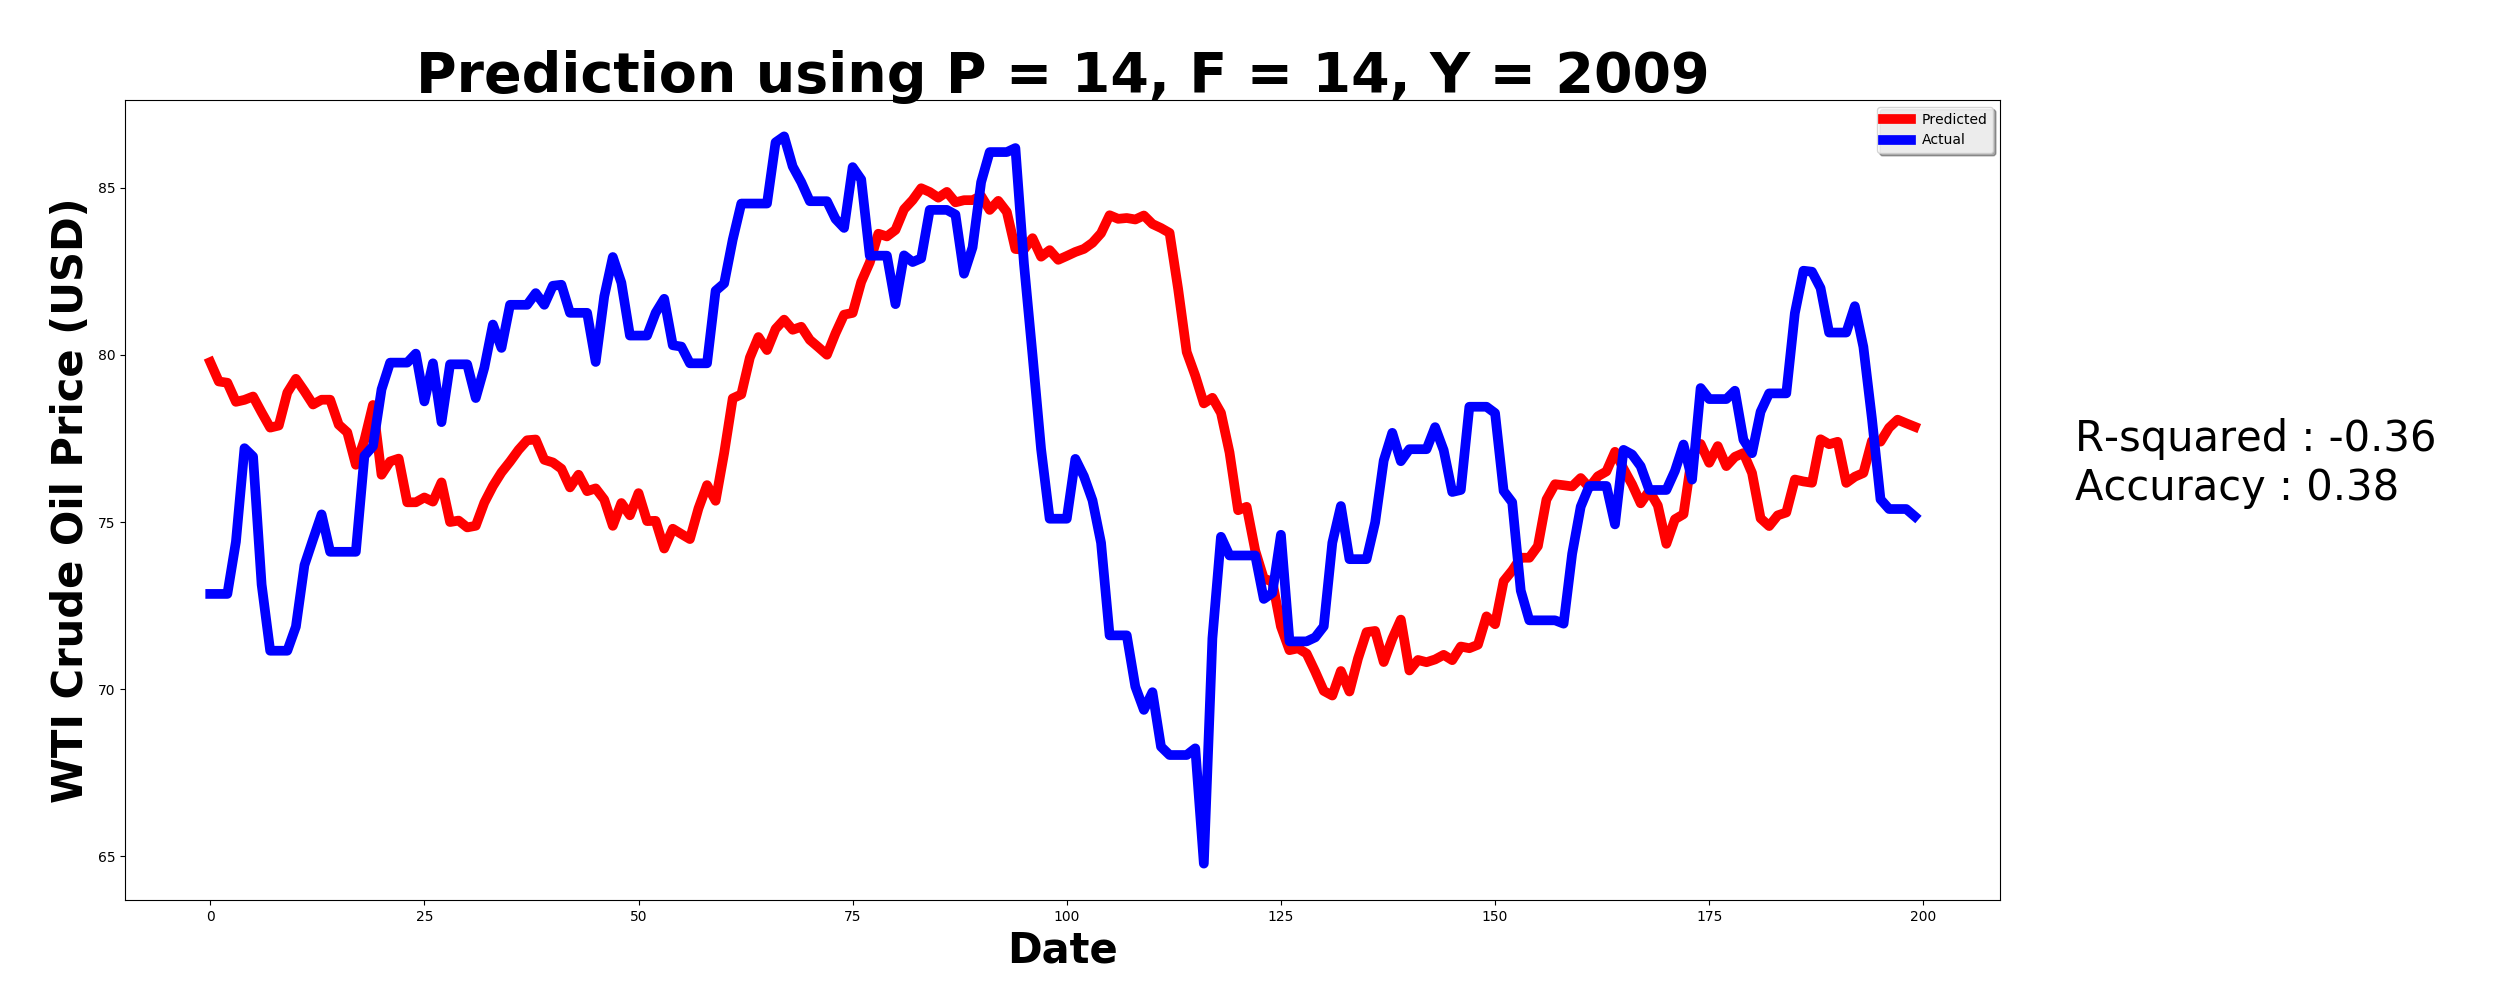 Prediction using P = 14, F = 14, Y = 2009
Predicted
Actual
WTI Crude Oil Price (USD)
85
80
75
70
65
0 25 50 75 100 125 150 175 200
Date
R-squared : -0.36
Accuracy : 0.38